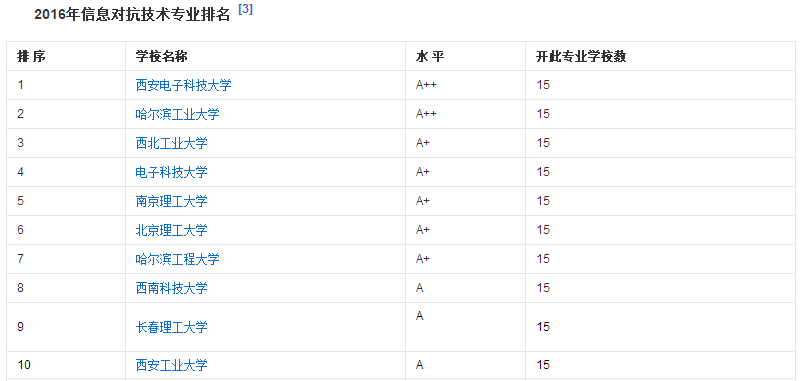 2016年信息对抗技术专业排名 [3]
排 序 学校名称 水 平 开此专业学校数
1 西安电子科技大学 A++ 15
2 哈尔滨工业大学 A++ 15
3 西北工业大学 A+ 15
4 电子科技大学 A+ 15
5 南京理工大学 A+ 15
6 北京理工大学 A+ 15
7 哈尔滨工程大学 A+ 15
8 西南科技大学 A 15
9 长春理工大学 A 15
10 西安工业大学 A 15